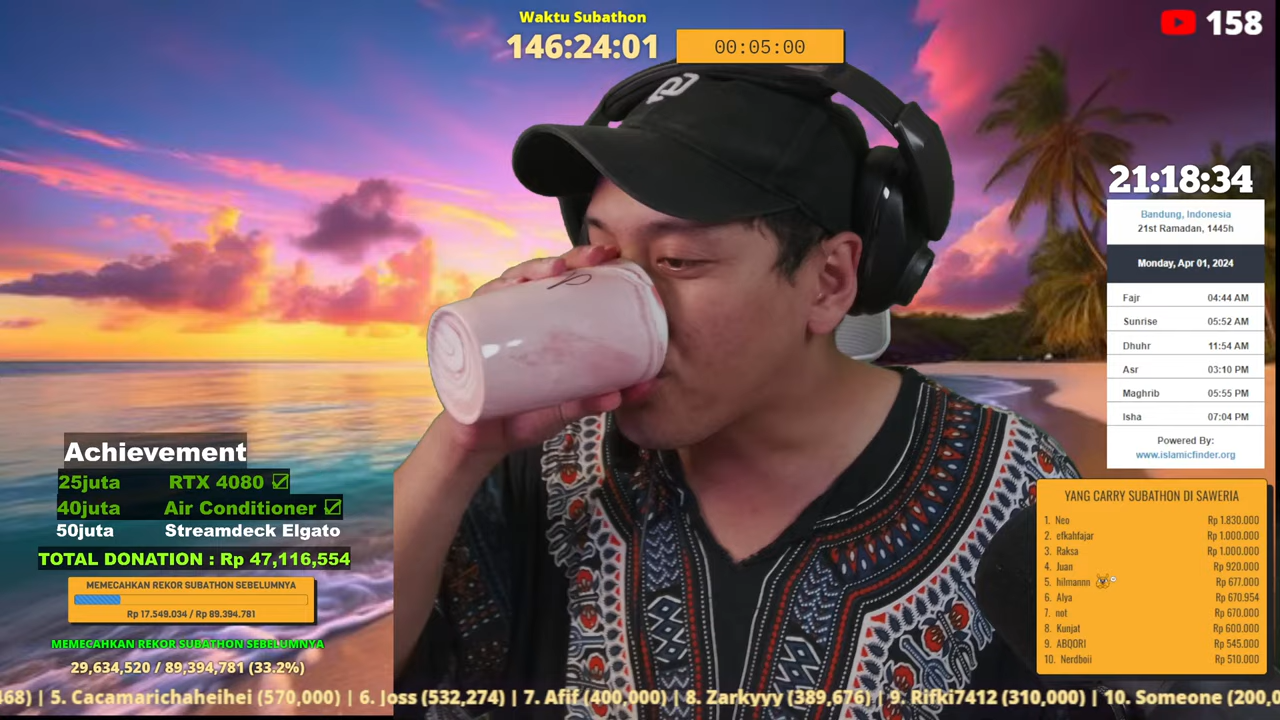 Waktu Subathon
146:24:01
00:05:00
158
21:18:34
Bandung, Indonesia
21st Ramadan, 1445h
Monday, Apr 01, 2024
Fajr 04:44 AM
Sunrise 05:52 AM
Dhuhr 11:54 AM
Asr 03:10 PM
Maghrib 05:55 PM
Isha 07:04 PM
Powered By:
www.islamicfinder.org
Achievement
25juta RTX 4080 ☑
40juta Air Conditioner ☑
50juta Streamdeck Elgato
TOTAL DONATION : Rp 47,116,554
MEMECAHKAN REKOR SUBATHON SEBELUMNYA
Rp 17.549.034 / Rp 89.394.781
MEMECAHKAN REKOR SUBATHON SEBELUMNYA
29,634,520 / 89,394,781 (33.2%)
YANG CARRY SUBATHON DI SAWERIA
1. Neo Rp 1.830.000
2. efkahfajar Rp 1.000.000
3. Raksa Rp 1.000.000
4. Juan Rp 920.000
5. hilmannn Rp 677.000
6. Alya Rp 670.954
7. not Rp 670.000
8. Kunjat Rp 600.000
9. ABQORI Rp 545.000
10. Nerdboii Rp 510.000
468) | 5. Cacamarichaheihei (570,000) | 6. Joss (532,274) | 7. Afif (400,000) | 8. Zarkyyy (389,676) | 9. Rifki7412 (310,000) | 10. Someone (200,0